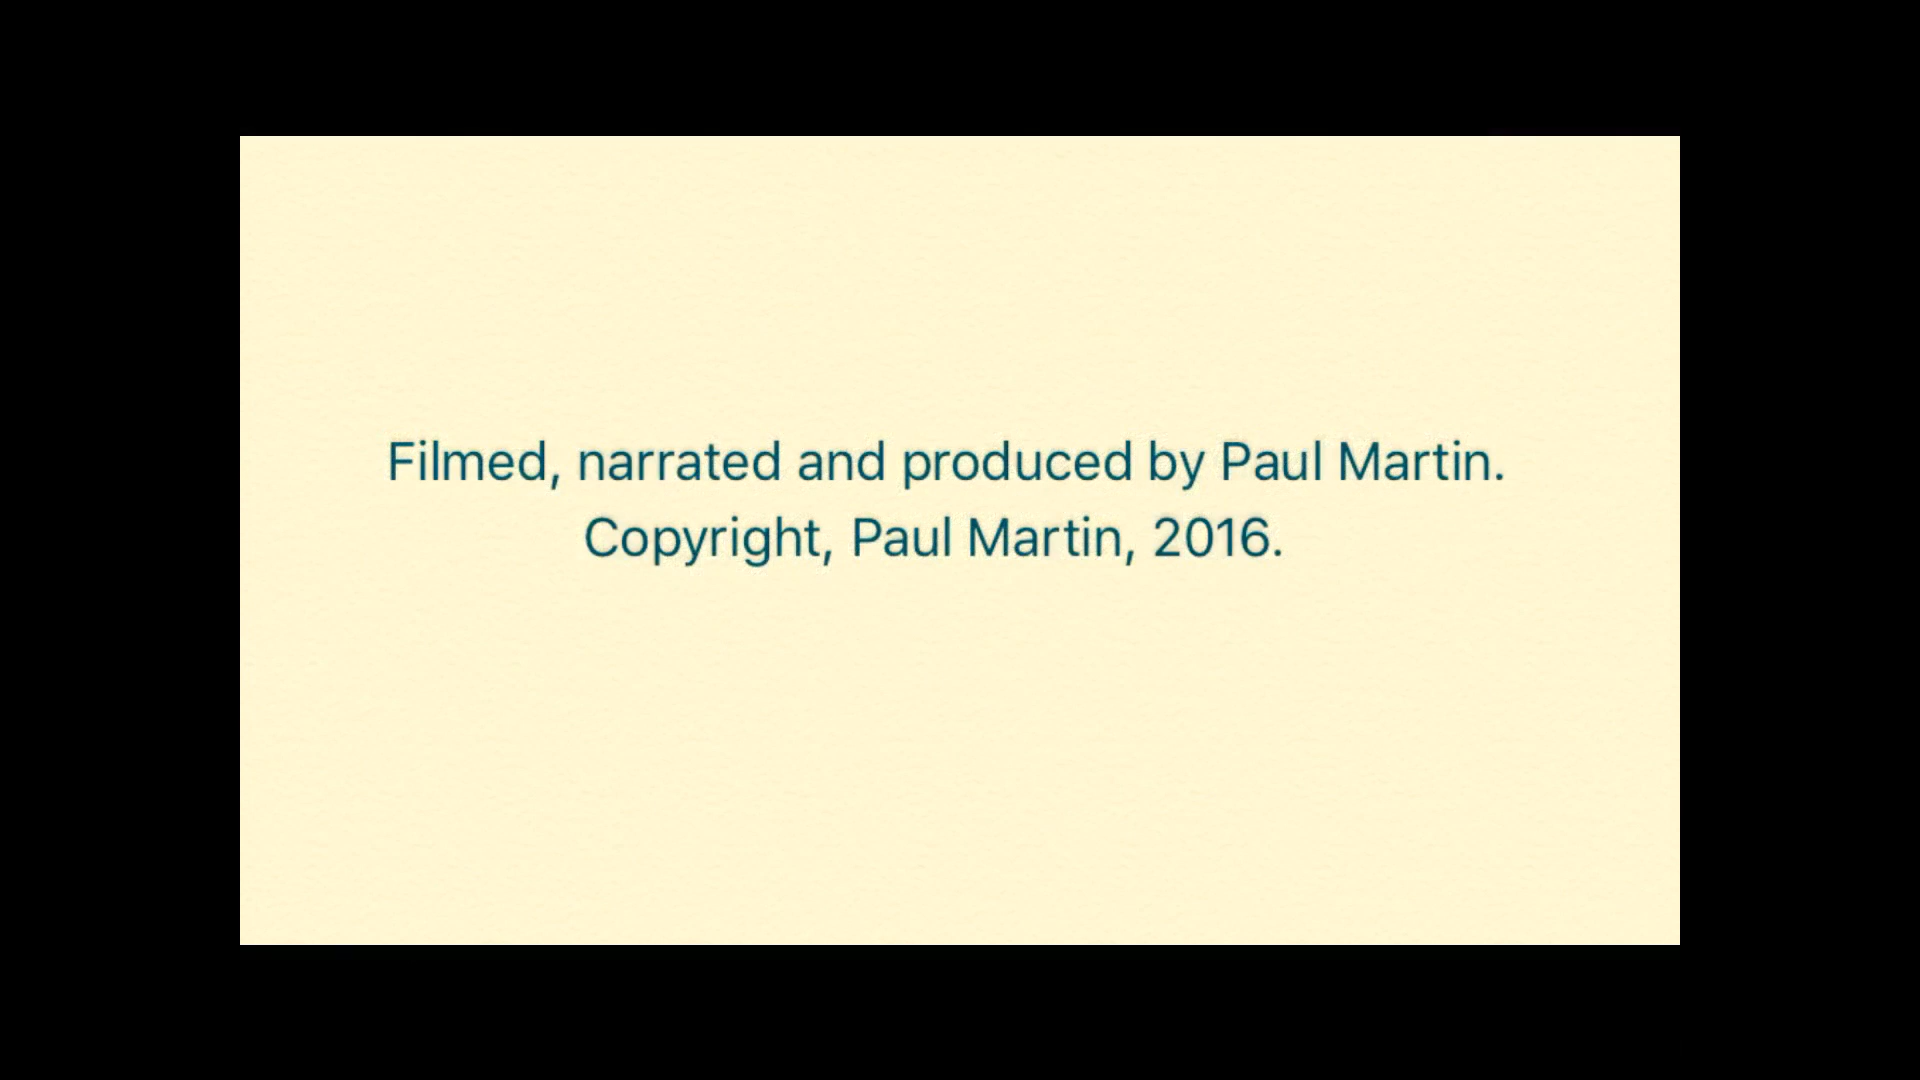 Filmed, narrated and produced by Paul Martin.
Copyright, Paul Martin, 2016.